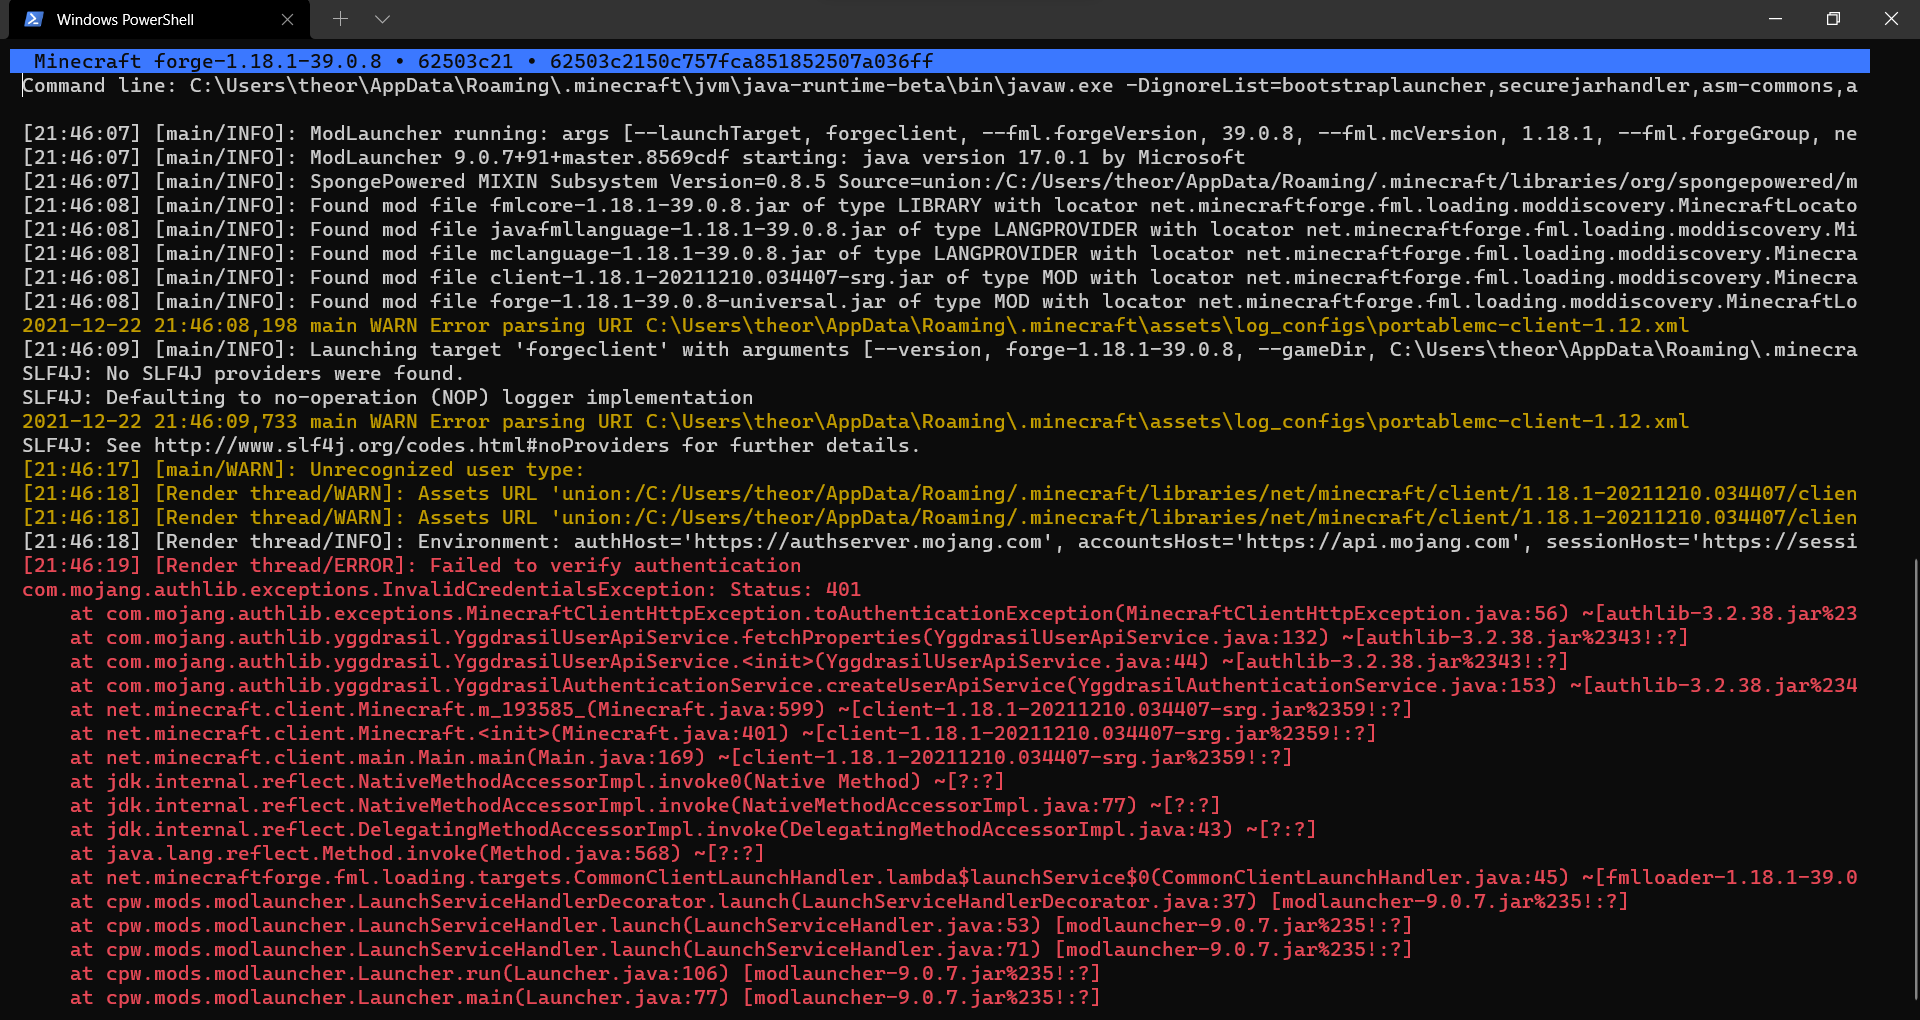 Windows PowerShell
Minecraft forge-1.18.1-39.0.8 • 62503c21 • 62503c2150c757fca851852507a036ff
Command line: C:\Users\theor\AppData\Roaming\.minecraft\jvm\java-runtime-beta\bin\javaw.exe -DignoreList=bootstraplauncher,securejarhandler,asm-commons,a
[21:46:07] [main/INFO]: ModLauncher running: args [--launchTarget, forgeclient, --fml.forgeVersion, 39.0.8, --fml.mcVersion, 1.18.1, --fml.forgeGroup, ne
[21:46:07] [main/INFO]: ModLauncher 9.0.7+91+master.8569cdf starting: java version 17.0.1 by Microsoft
[21:46:07] [main/INFO]: SpongePowered MIXIN Subsystem Version=0.8.5 Source=union:/C:/Users/theor/AppData/Roaming/.minecraft/libraries/org/spongepowered/m
[21:46:08] [main/INFO]: Found mod file fmlcore-1.18.1-39.0.8.jar of type LIBRARY with locator net.minecraftforge.fml.loading.moddiscovery.MinecraftLocato
[21:46:08] [main/INFO]: Found mod file javafmllanguage-1.18.1-39.0.8.jar of type LANGPROVIDER with locator net.minecraftforge.fml.loading.moddiscovery.Mi
[21:46:08] [main/INFO]: Found mod file mclanguage-1.18.1-39.0.8.jar of type LANGPROVIDER with locator net.minecraftforge.fml.loading.moddiscovery.Minecra
[21:46:08] [main/INFO]: Found mod file client-1.18.1-20211210.034407-srg.jar of type MOD with locator net.minecraftforge.fml.loading.moddiscovery.Minecra
[21:46:08] [main/INFO]: Found mod file forge-1.18.1-39.0.8-universal.jar of type MOD with locator net.minecraftforge.fml.loading.moddiscovery.MinecraftLo
2021-12-22 21:46:08,198 main WARN Error parsing URI C:\Users\theor\AppData\Roaming\.minecraft\assets\log_configs\portablemc-client-1.12.xml
[21:46:09] [main/INFO]: Launching target 'forgeclient' with arguments [--version, forge-1.18.1-39.0.8, --gameDir, C:\Users\theor\AppData\Roaming\.minecra
SLF4J: No SLF4J providers were found.
SLF4J: Defaulting to no-operation (NOP) logger implementation
2021-12-22 21:46:09,733 main WARN Error parsing URI C:\Users\theor\AppData\Roaming\.minecraft\assets\log_configs\portablemc-client-1.12.xml
SLF4J: See http://www.slf4j.org/codes.html#noProviders for further details.
[21:46:17] [main/WARN]: Unrecognized user type:
[21:46:18] [Render thread/WARN]: Assets URL 'union:/C:/Users/theor/AppData/Roaming/.minecraft/libraries/net/minecraft/client/1.18.1-20211210.034407/clien
[21:46:18] [Render thread/WARN]: Assets URL 'union:/C:/Users/theor/AppData/Roaming/.minecraft/libraries/net/minecraft/client/1.18.1-20211210.034407/clien
[21:46:18] [Render thread/INFO]: Environment: authHost='https://authserver.mojang.com', accountsHost='https://api.mojang.com', sessionHost='https://sessi
[21:46:19] [Render thread/ERROR]: Failed to verify authentication
com.mojang.authlib.exceptions.InvalidCredentialsException: Status: 401
at com.mojang.authlib.exceptions.MinecraftClientHttpException.toAuthenticationException(MinecraftClientHttpException.java:56) ~[authlib-3.2.38.jar%23
at com.mojang.authlib.yggdrasil.YggdrasilUserApiService.fetchProperties(YggdrasilUserApiService.java:132) ~[authlib-3.2.38.jar%2343!:?]
at com.mojang.authlib.yggdrasil.YggdrasilUserApiService.<init>(YggdrasilUserApiService.java:44) ~[authlib-3.2.38.jar%2343!:?]
at com.mojang.authlib.yggdrasil.YggdrasilAuthenticationService.createUserApiService(YggdrasilAuthenticationService.java:153) ~[authlib-3.2.38.jar%234
at net.minecraft.client.Minecraft.m_193585_(Minecraft.java:599) ~[client-1.18.1-20211210.034407-srg.jar%2359!:?]
at net.minecraft.client.Minecraft.<init>(Minecraft.java:401) ~[client-1.18.1-20211210.034407-srg.jar%2359!:?]
at net.minecraft.client.main.Main.main(Main.java:169) ~[client-1.18.1-20211210.034407-srg.jar%2359!:?]
at jdk.internal.reflect.NativeMethodAccessorImpl.invoke0(Native Method) ~[?:?]
at jdk.internal.reflect.NativeMethodAccessorImpl.invoke(NativeMethodAccessorImpl.java:77) ~[?:?]
at jdk.internal.reflect.DelegatingMethodAccessorImpl.invoke(DelegatingMethodAccessorImpl.java:43) ~[?:?]
at java.lang.reflect.Method.invoke(Method.java:568) ~[?:?]
at net.minecraftforge.fml.loading.targets.CommonClientLaunchHandler.lambda$launchService$0(CommonClientLaunchHandler.java:45) ~[fmlloader-1.18.1-39.0
at cpw.mods.modlauncher.LaunchServiceHandlerDecorator.launch(LaunchServiceHandlerDecorator.java:37) [modlauncher-9.0.7.jar%235!:?]
at cpw.mods.modlauncher.LaunchServiceHandler.launch(LaunchServiceHandler.java:53) [modlauncher-9.0.7.jar%235!:?]
at cpw.mods.modlauncher.LaunchServiceHandler.launch(LaunchServiceHandler.java:71) [modlauncher-9.0.7.jar%235!:?]
at cpw.mods.modlauncher.Launcher.run(Launcher.java:106) [modlauncher-9.0.7.jar%235!:?]
at cpw.mods.modlauncher.Launcher.main(Launcher.java:77) [modlauncher-9.0.7.jar%235!:?]